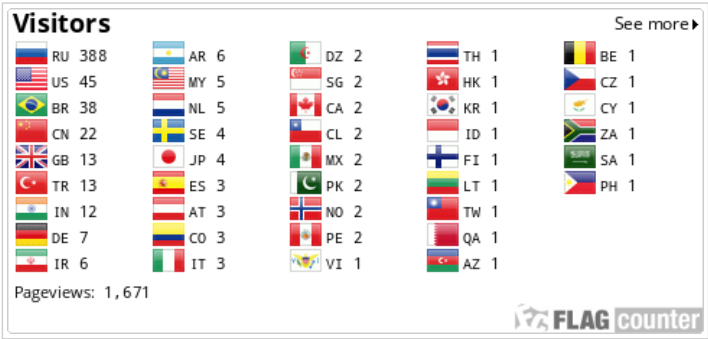 Visitors
See more
RU 388 AR 6 DZ 2 TH 1 BE 1
US 45 MY 5 SG 2 HK 1 CZ 1
BR 38 NL 5 CA 2 KR 1 CY 1
CN 22 SE 4 CL 2 ID 1 ZA 1
GB 13 JP 4 MX 2 FI 1 SA 1
TR 13 ES 3 PK 2 LT 1 PH 1
IN 12 AT 3 NO 2 TW 1
DE 7 CO 3 PE 2 QA 1
IR 6 IT 3 VI 1 AZ 1
Pageviews: 1,671
FLAG counter